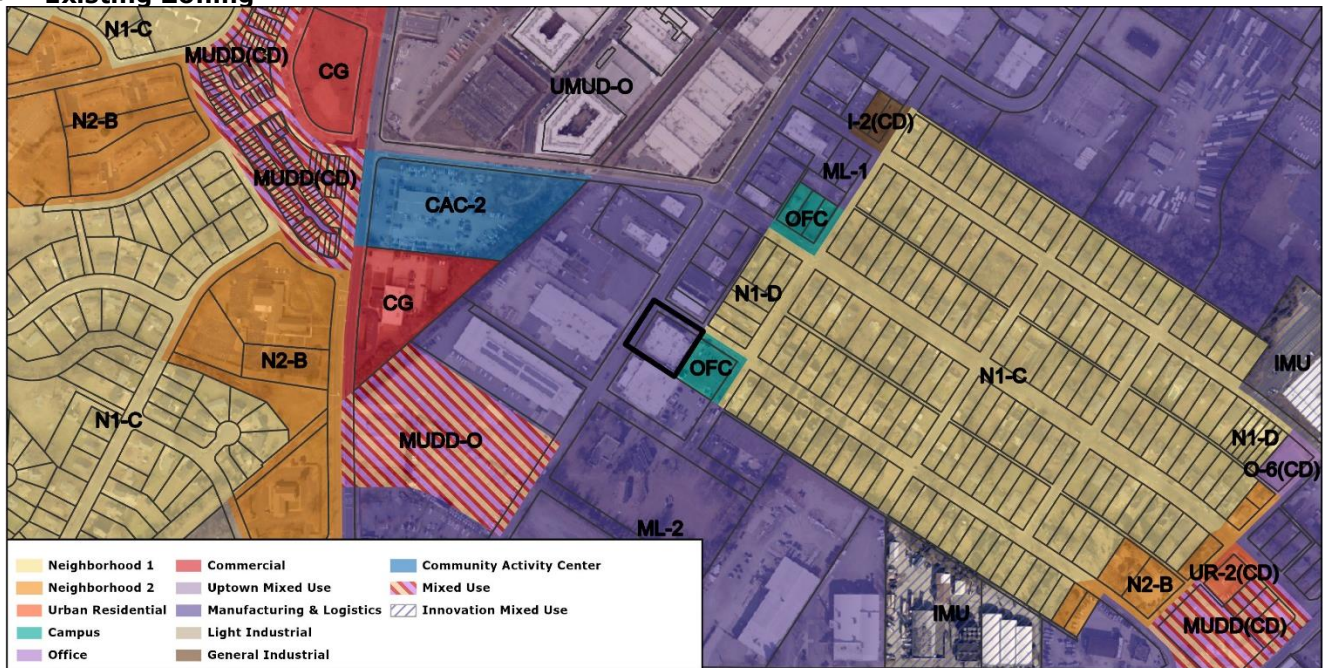 Existing Zoning
N1-C
MUDD(CD)
CG
UMUD-O
N2-B
I-2(CD)
ML-1
MUDD(CD)
CAC-2
OFC
N1-D
CG
N2-B
OFC
N1-C
IMU
N1-C
MUDD-O
N1-D
O-6(CD)
ML-2
N2-B
UR-2(CD)
IMU
MUDD(CD)
Neighborhood 1
Neighborhood 2
Urban Residential
Campus
Office
Commercial
Uptown Mixed Use
Manufacturing & Logistics
Light Industrial
General Industrial
Community Activity Center
Mixed Use
Innovation Mixed Use